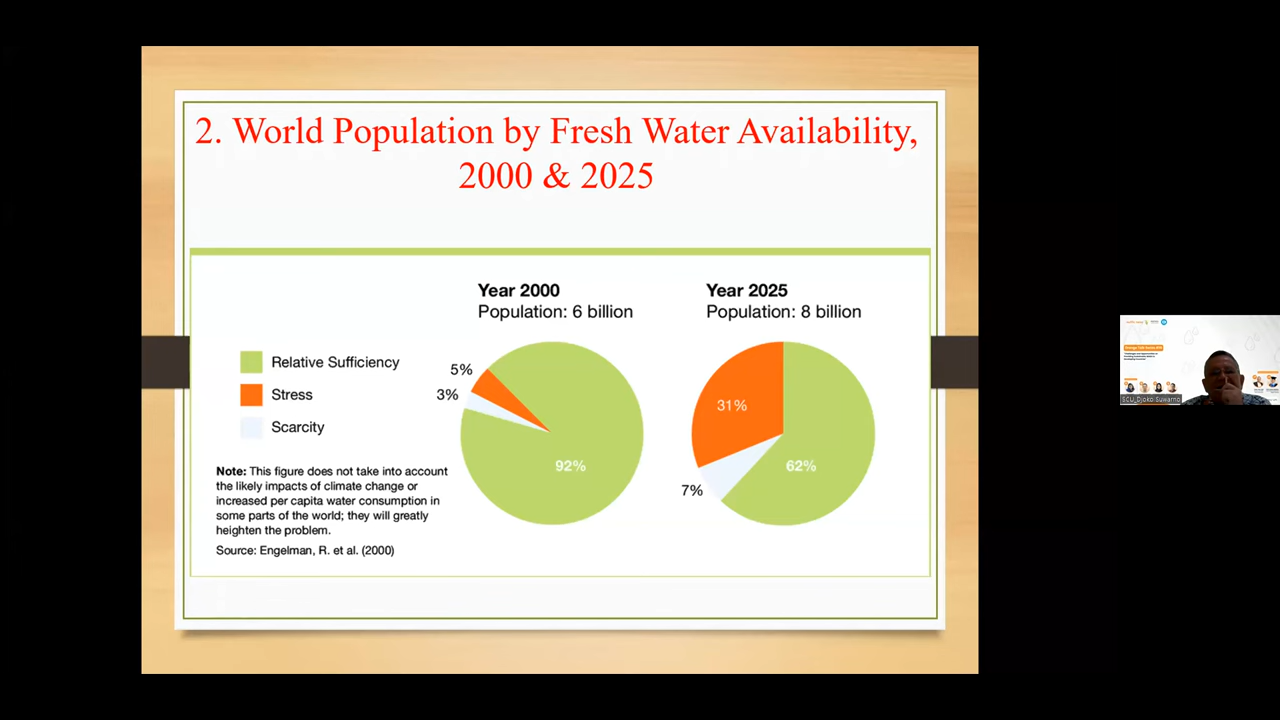 2. World Population by Fresh Water Availability,
2000 & 2025
Year 2000
Population: 6 billion
Year 2025
Population: 8 billion
Relative Sufficiency
Stress
Scarcity
5%
3%
92%
31%
62%
7%
Note: This figure does not take into account
the likely impacts of climate change or
increased per capita water consumption in
some parts of the world; they will greatly
heighten the problem.
Source: Engelman, R. et al. (2000)
SCU_Djoko Suwarno